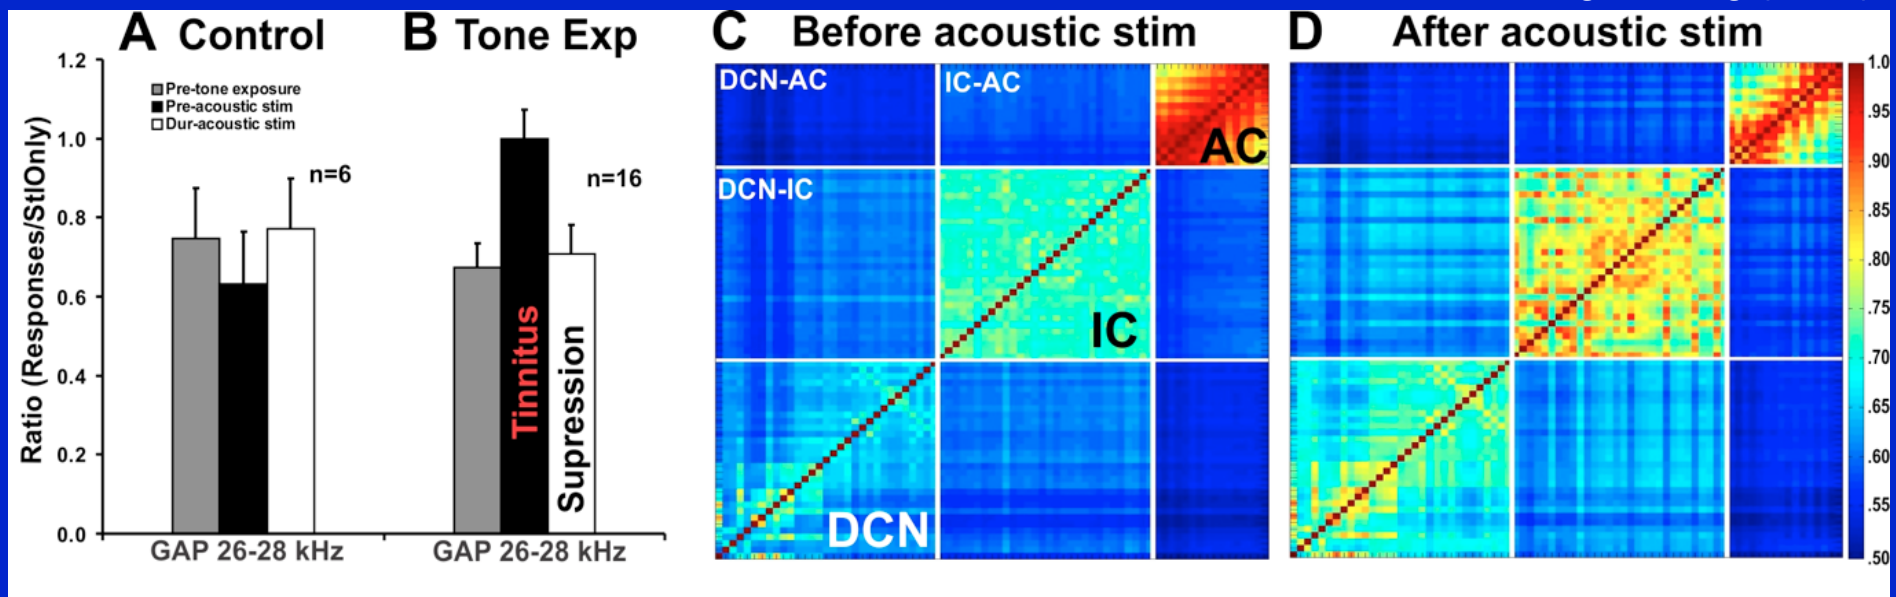 A Control
B Tone Exp
C Before acoustic stim
D After acoustic stim
Ratio (Responses/StlOnly)
1.2
1.0
0.8
0.6
0.4
0.2
0.0
Pre-tone exposure
Pre-acoustic stim
Dur-acoustic stim
n=6
n=16
Tinnitus
Supression
GAP 26-28 kHz
GAP 26-28 kHz
DCN-AC
IC-AC
AC
DCN-IC
IC
DCN
1.0
.95
.90
.85
.80
.75
.70
.65
.60
.55
.50